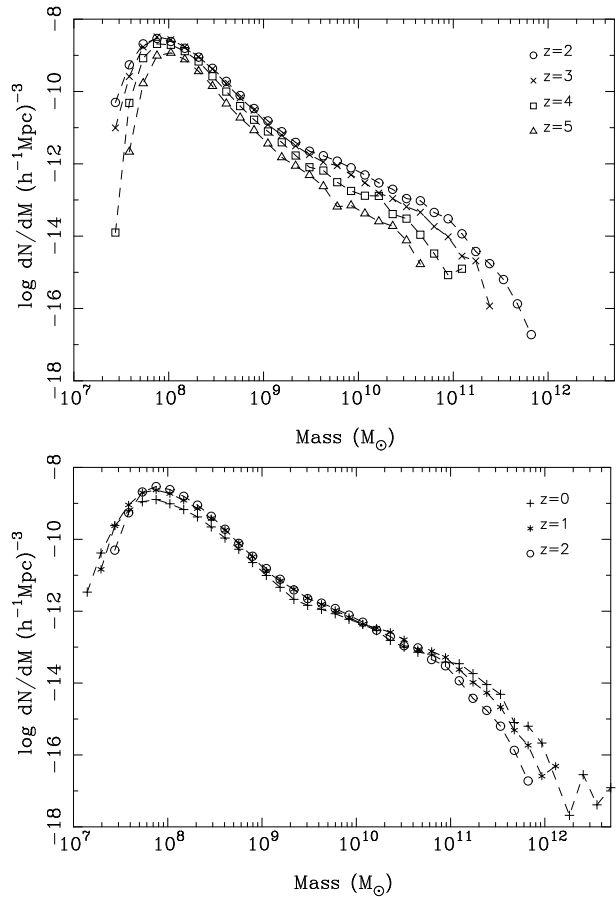 −8
−10
−12
−14
−16
−18
log dN/dM (h⁻¹Mpc)⁻³
z=2
z=3
z=4
z=5
10⁷ 10⁸ 10⁹ 10¹⁰ 10¹¹ 10¹²
Mass (M☉)
−8
−10
−12
−14
−16
−18
log dN/dM (h⁻¹Mpc)⁻³
z=0
z=1
z=2
10⁷ 10⁸ 10⁹ 10¹⁰ 10¹¹ 10¹²
Mass (M☉)